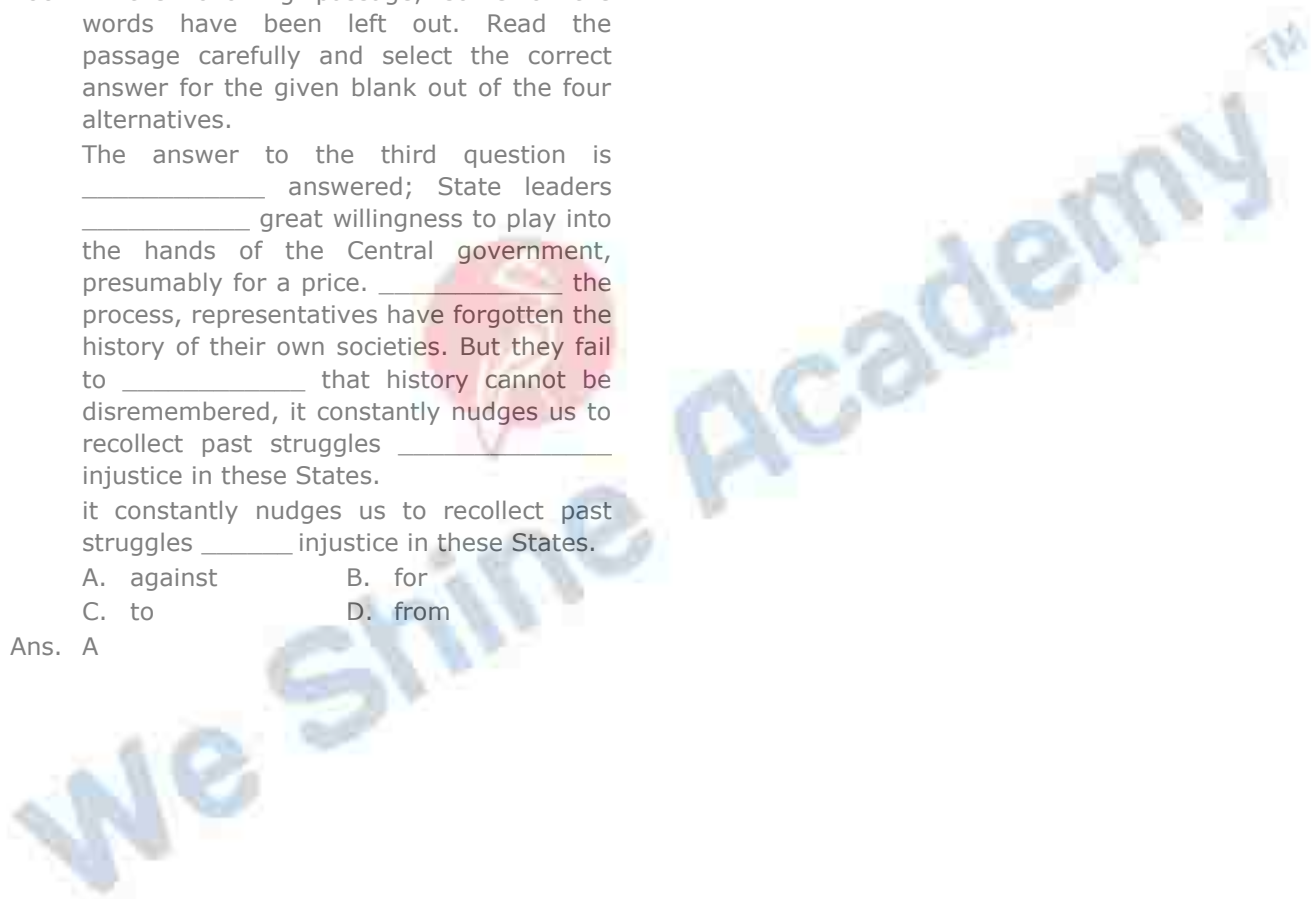 words have been left out. Read the
passage carefully and select the correct
answer for the given blank out of the four
alternatives.
The answer to the third question is
____________ answered; State leaders
___________ great willingness to play into
the hands of the Central government,
presumably for a price. ____________ the
process, representatives have forgotten the
history of their own societies. But they fail
to ____________ that history cannot be
disremembered, it constantly nudges us to
recollect past struggles ______________
injustice in these States.
it constantly nudges us to recollect past
struggles ______ injustice in these States.
A. against B. for
C. to D. from
Ans. A
We Shine Academy TM